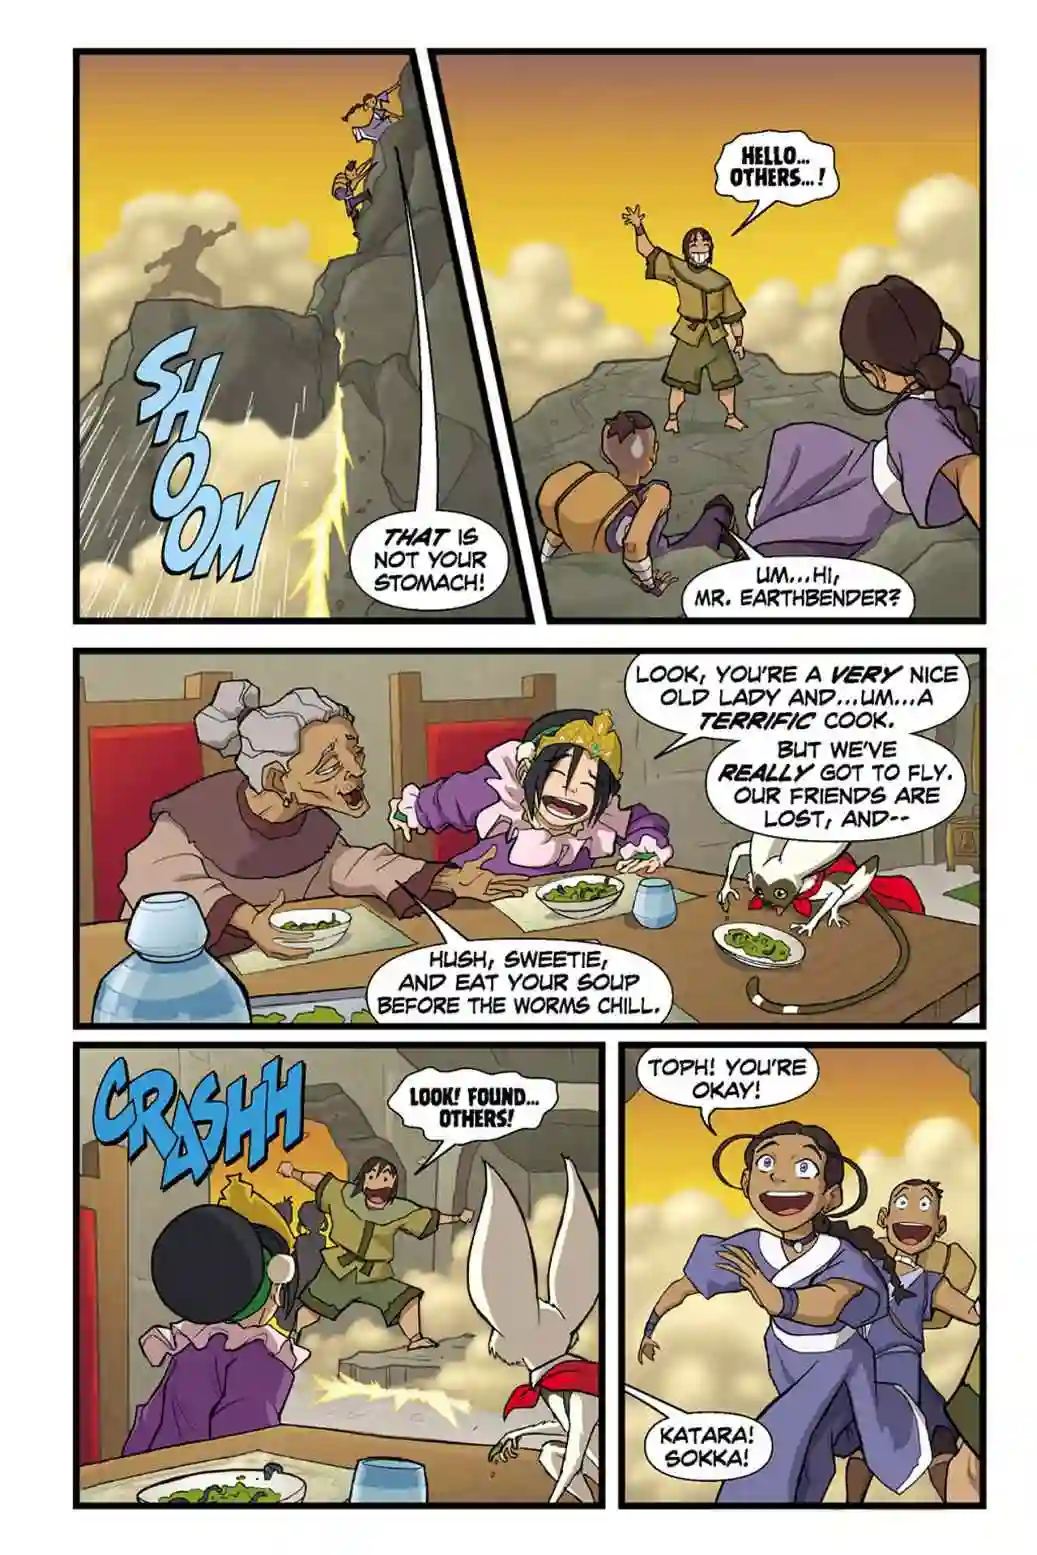 SHOOM
THAT IS
NOT YOUR
STOMACH!
HELLO...
OTHERS...!
UM...HI,
MR. EARTHBENDER?
LOOK, YOU'RE A VERY NICE
OLD LADY AND...UM...A
TERRIFIC COOK.
BUT WE'VE
REALLY GOT TO FLY.
OUR FRIENDS ARE
LOST, AND--
HUSH, SWEETIE,
AND EAT YOUR SOUP
BEFORE THE WORMS CHILL.
CRASHH
LOOK! FOUND...
OTHERS!
TOPH! YOU'RE
OKAY!
KATARA!
SOKKA!